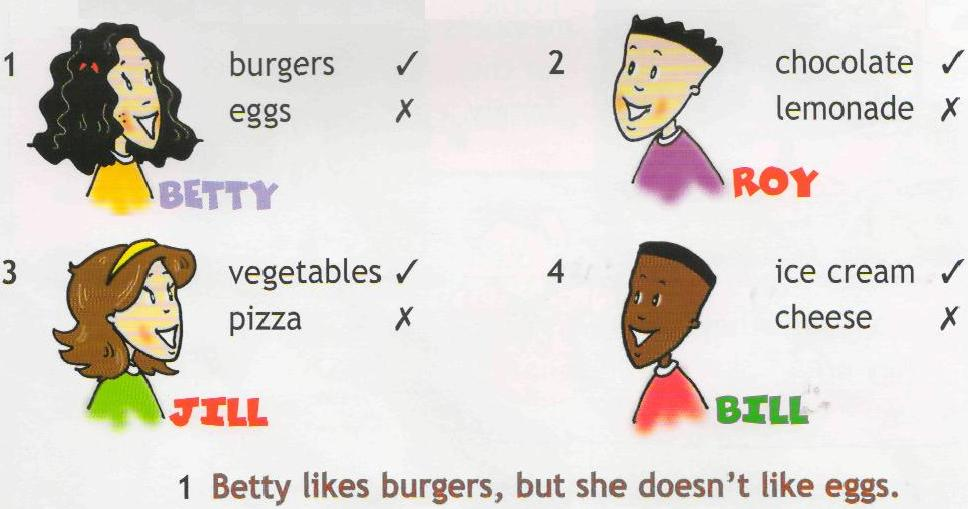 1 burgers ✓
eggs ✗
BETTY
2 chocolate ✓
lemonade ✗
ROY
3 vegetables ✓
pizza ✗
JILL
4 ice cream ✓
cheese ✗
BILL
1 Betty likes burgers, but she doesn't like eggs.